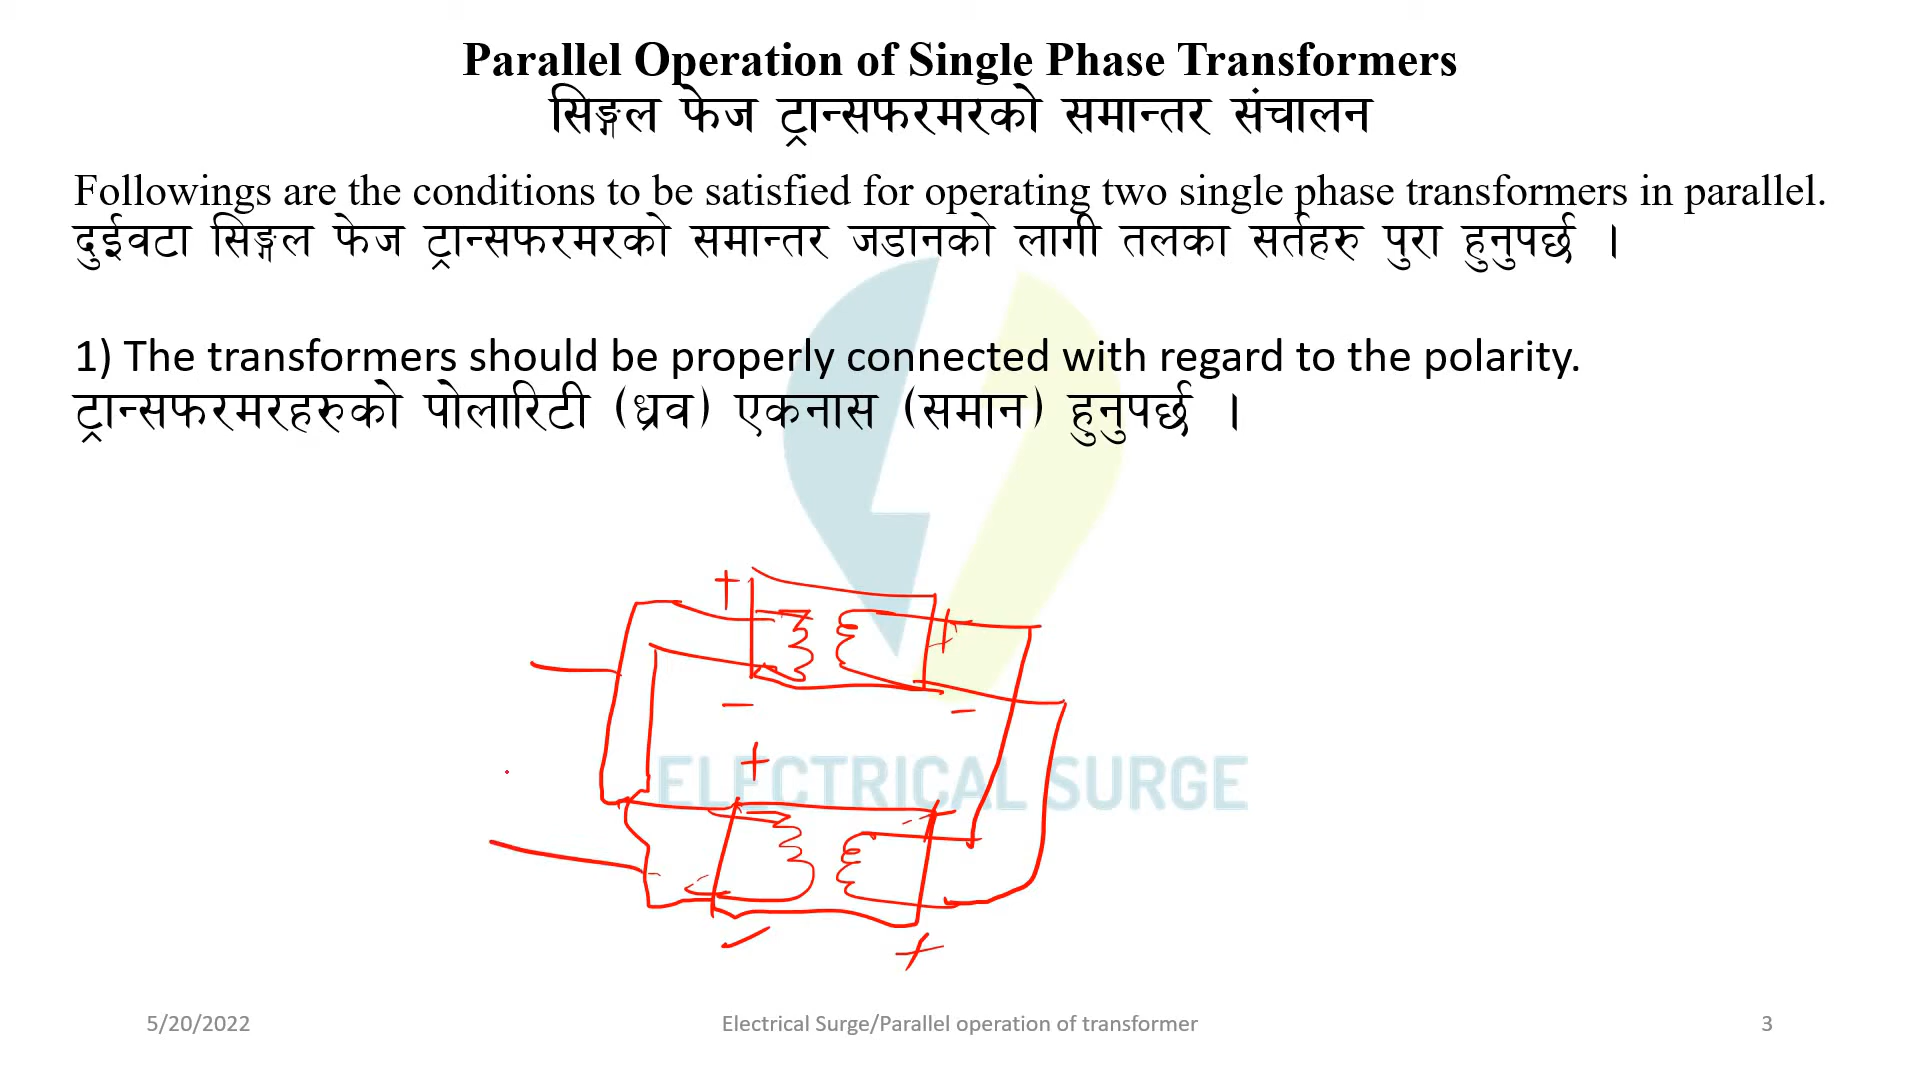 Parallel Operation of Single Phase Transformers
सिङ्गल फेज ट्रान्सफरमरको समान्तर संचालन
Followings are the conditions to be satisfied for operating two single phase transformers in parallel.
दुईवटा सिङ्गल फेज ट्रान्सफरमरको समान्तर जडानको लागी तलका सर्तहरु पुरा हुनुपर्छ ।
1) The transformers should be properly connected with regard to the polarity.
ट्रान्सफरमरहरुको पोलारिटी (ध्रुव) एकनास (समान) हुनुपर्छ ।
+
+
-
-
+
-
-
+
ELECTRICAL SURGE
5/20/2022
Electrical Surge/Parallel operation of transformer
3